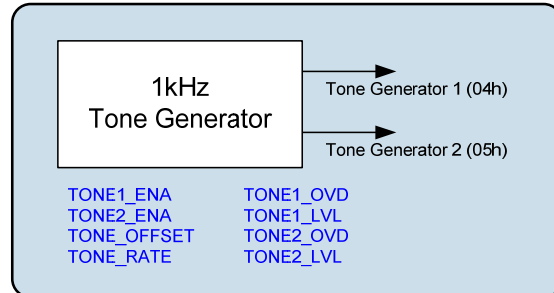 1kHz
Tone Generator
Tone Generator 1 (04h)
Tone Generator 2 (05h)
TONE1_ENA
TONE2_ENA
TONE_OFFSET
TONE_RATE
TONE1_OVD
TONE1_LVL
TONE2_OVD
TONE2_LVL